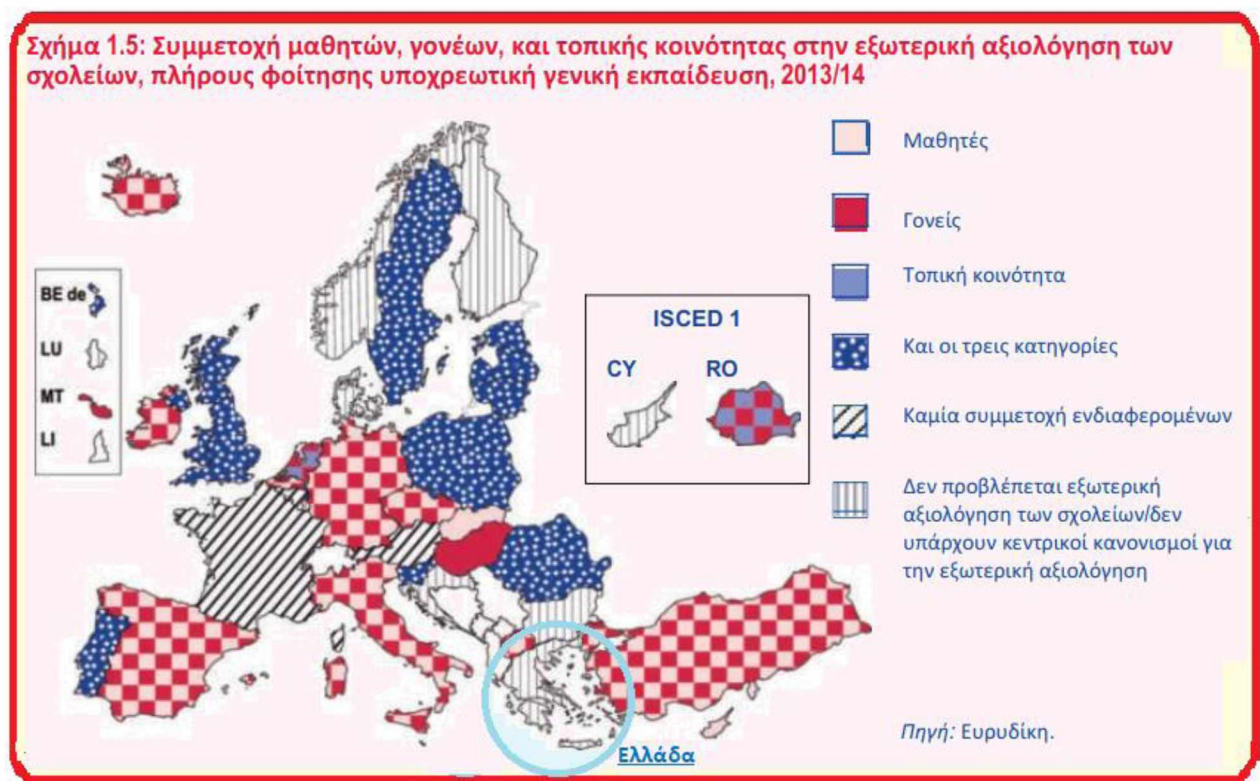 Σχήμα 1.5: Συμμετοχή μαθητών, γονέων, και τοπικής κοινότητας στην εξωτερική αξιολόγηση των
σχολείων, πλήρους φοίτησης υποχρεωτική γενική εκπαίδευση, 2013/14
Μαθητές
Γονείς
Τοπική κοινότητα
Και οι τρεις κατηγορίες
Καμία συμμετοχή ενδιαφερομένων
Δεν προβλέπεται εξωτερική
αξιολόγηση των σχολείων/δεν
υπάρχουν κεντρικοί κανονισμοί για
την εξωτερική αξιολόγηση
BE de
LU
MT
LI
ISCED 1
CY RO
Ελλάδα
Πηγή: Ευρυδίκη.